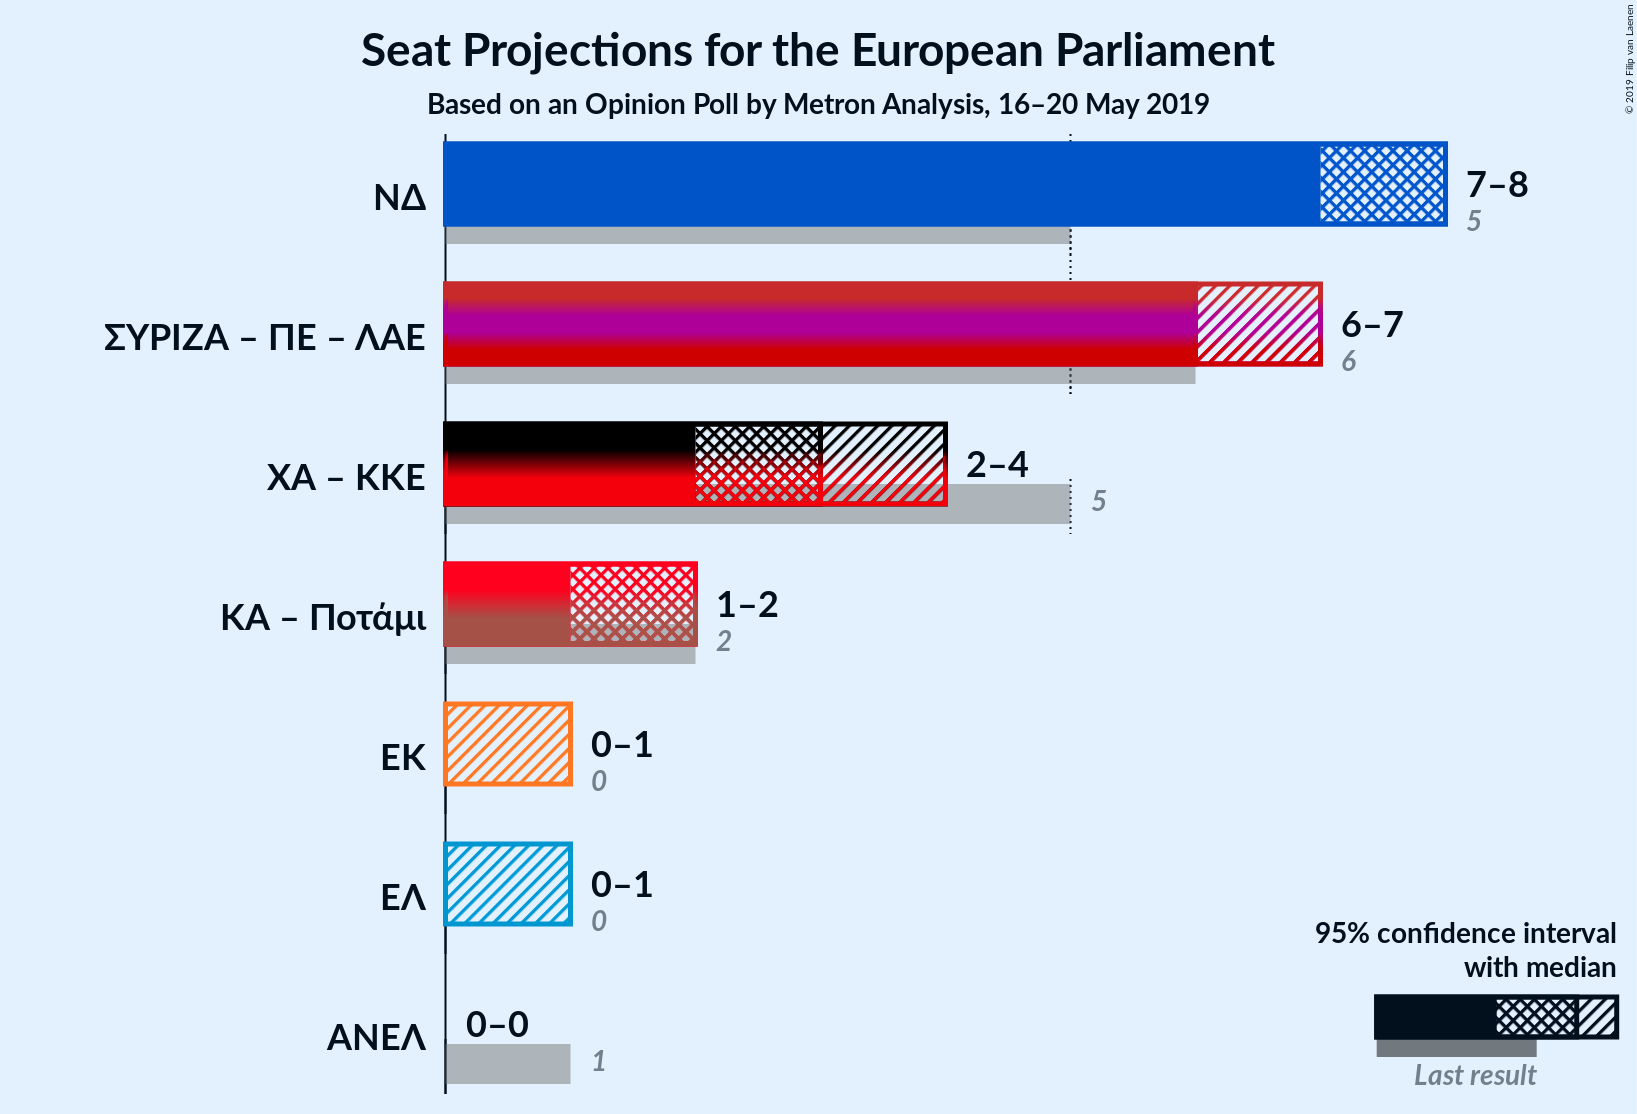 Seat Projections for the European Parliament
Based on an Opinion Poll by Metron Analysis, 16–20 May 2019
© 2019 Filip van Laenen
ΝΔ
7–8
5
ΣΥΡΙΖΑ – ΠΕ – ΛΑΕ
6–7
6
ΧΑ – ΚΚΕ
2–4
5
ΚΑ – Ποτάμι
1–2
2
ΕΚ
0–1
0
ΕΛ
0–1
0
ΑΝΕΛ
0–0
1
95% confidence interval
with median
Last result